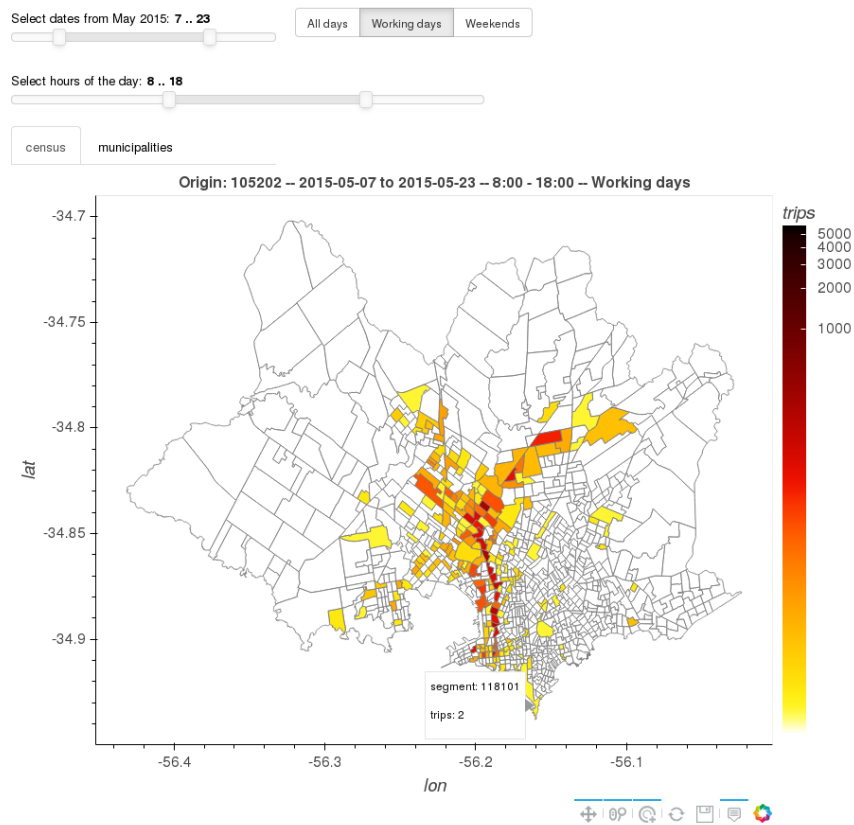 Select dates from May 2015: 7 .. 23
All days Working days Weekends
Select hours of the day: 8 .. 18
census municipalities
Origin: 105202 -- 2015-05-07 to 2015-05-23 -- 8:00 - 18:00 -- Working days
trips
5000
4000
3000
2000
1000
-34.7
-34.75
-34.8
-34.85
-34.9
lat
segment: 118101
trips: 2
-56.4 -56.3 -56.2 -56.1
lon